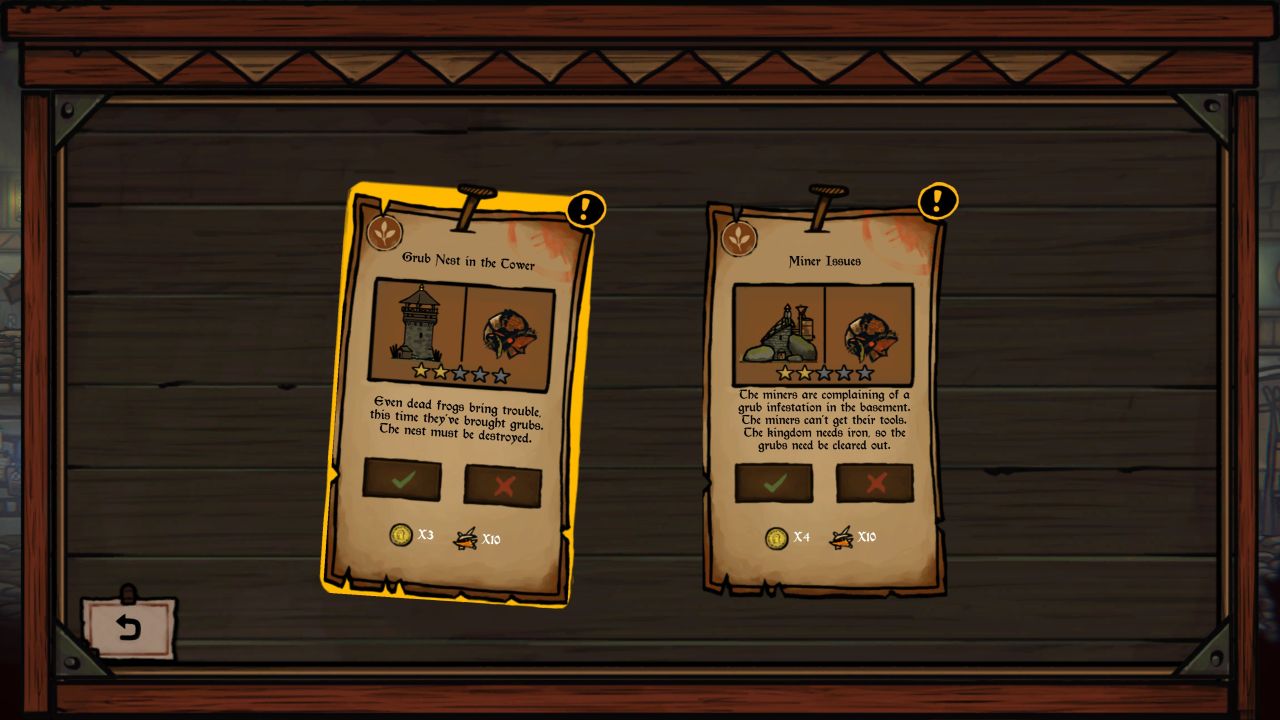 Grub Nest in the Tower
Even dead frogs bring trouble,
this time they've brought grubs.
The nest must be destroyed.
X3
X10
Miner Issues
The miners are complaining of a
grub infestation in the basement.
The miners can't get their tools.
The kingdom needs iron, so the
grubs need be cleared out.
X4
X10